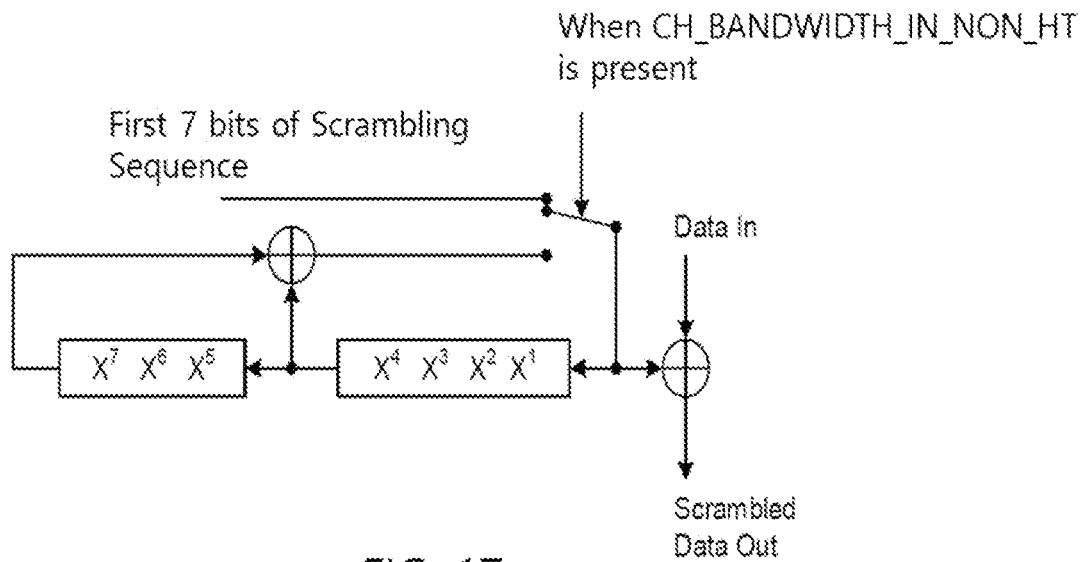 When CH_BANDWIDTH_IN_NON_HT
is present
First 7 bits of Scrambling
Sequence
Data In
X⁷ X⁶ X⁵
X⁴ X³ X² X¹
Scrambled
Data Out